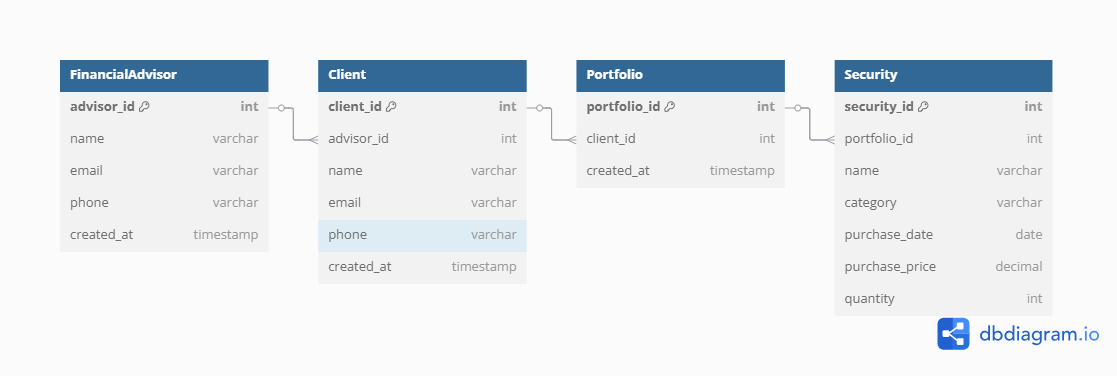 FinancialAdvisor
advisor_id int
name varchar
email varchar
phone varchar
created_at timestamp
Client
client_id int
advisor_id int
name varchar
email varchar
phone varchar
created_at timestamp
Portfolio
portfolio_id int
client_id int
created_at timestamp
Security
security_id int
portfolio_id int
name varchar
category varchar
purchase_date date
purchase_price decimal
quantity int
dbdiagram.io